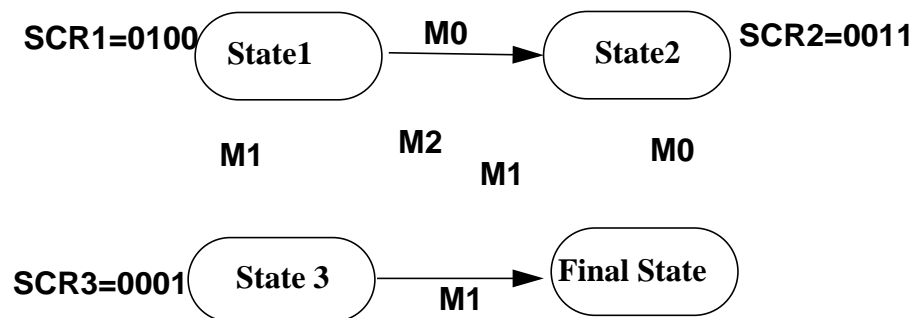 SCR1=0100
State1
M0
State2
SCR2=0011
M1
M2
M1
M0
SCR3=0001
State 3
M1
Final State